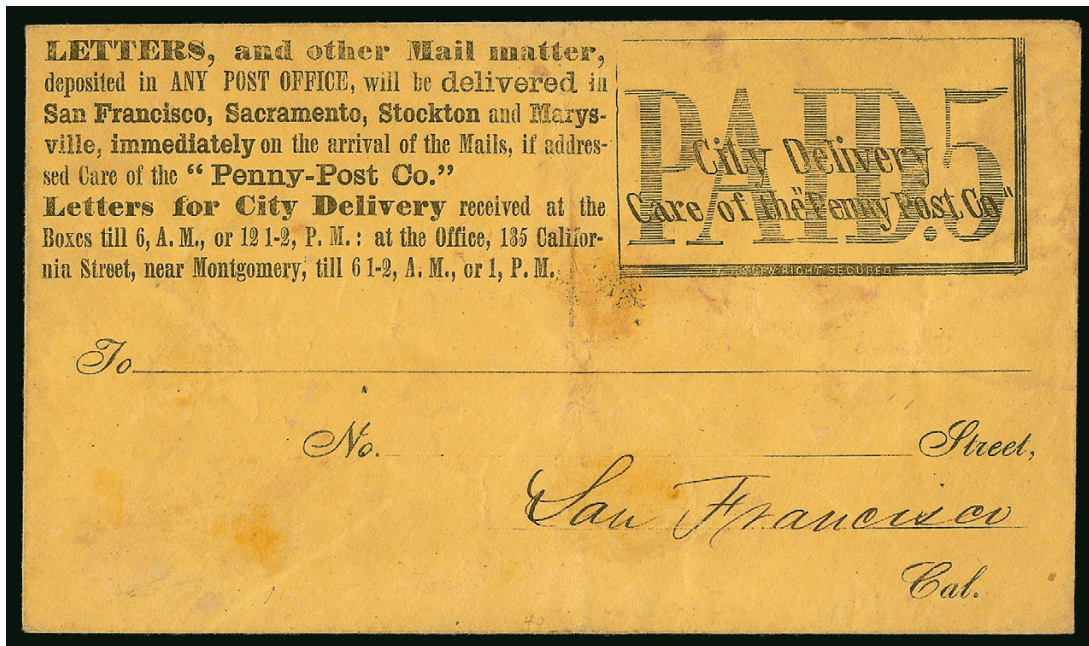 LETTERS, and other Mail matter,
deposited in ANY POST OFFICE, will be delivered in
San Francisco, Sacramento, Stockton and Marys-
ville, immediately on the arrival of the Mails, if addres-
sed Care of the "Penny-Post Co."
Letters for City Delivery received at the
Boxes till 6, A. M., or 12 1-2, P. M.: at the Office, 135 Califor-
nia Street, near Montgomery, till 6 1-2, A. M., or 1, P. M.
PAID.5
City Delivery
Care of the "Penny Post Co"
COPY RIGHT SECURED
To
No. Street,
San Francisco
Cal.